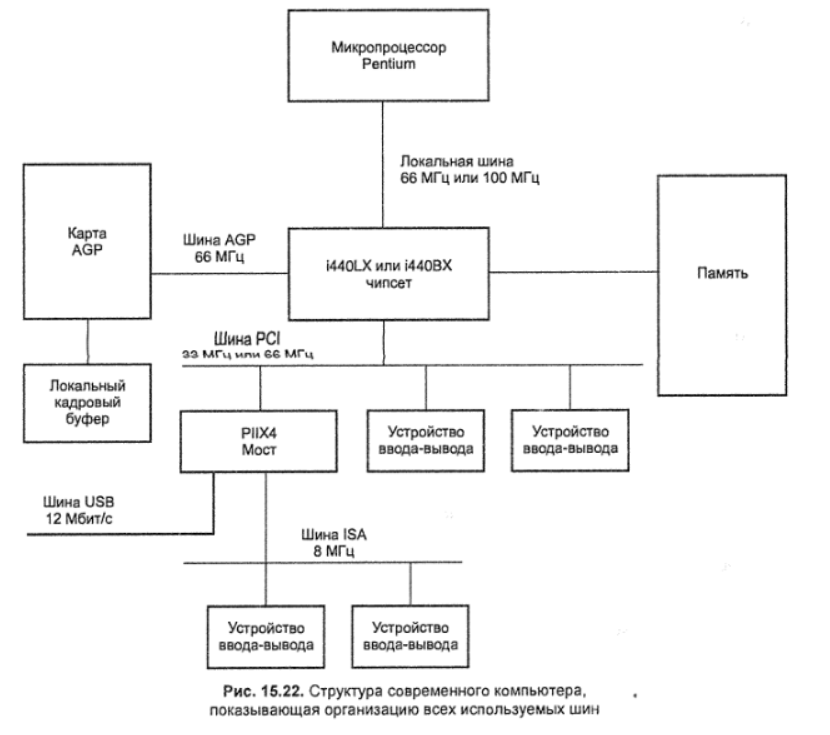 Микропроцессор
Pentium
Локальная шина
66 МГц или 100 МГц
Карта
AGP
Шина AGP
66 МГц
i440LX или i440BX
чипсет
Память
Шина PCI
33 МГц или 66 МГц
Локальный
кадровый
буфер
PIIX4
Мост
Устройство
ввода-вывода
Устройство
ввода-вывода
Шина USB
12 Мбит/с
Шина ISA
8 МГц
Устройство
ввода-вывода
Устройство
ввода-вывода
Рис. 15.22. Структура современного компьютера,
показывающая организацию всех используемых шин